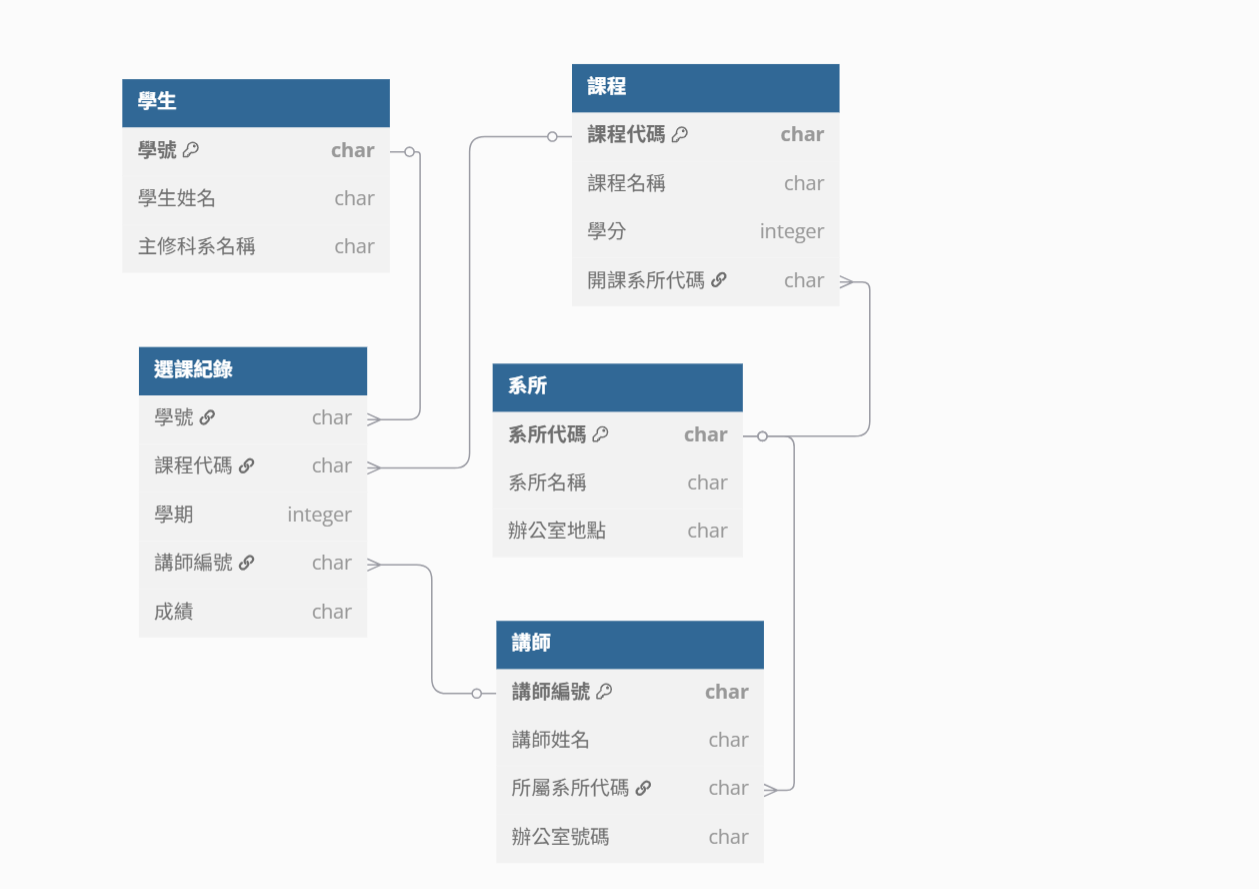 學生
學號 char
學生姓名 char
主修科系名稱 char
課程
課程代碼 char
課程名稱 char
學分 integer
開課系所代碼 char
選課紀錄
學號 char
課程代碼 char
學期 integer
講師編號 char
成績 char
系所
系所代碼 char
系所名稱 char
辦公室地點 char
講師
講師編號 char
講師姓名 char
所屬系所代碼 char
辦公室號碼 char